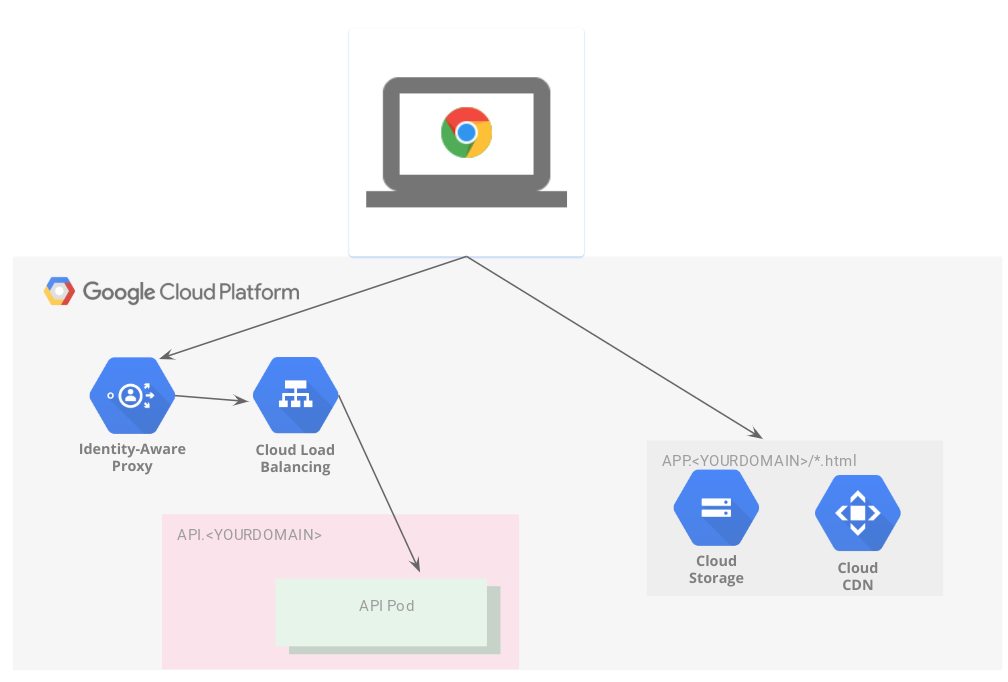 Google Cloud Platform
Identity-Aware
Proxy
Cloud Load
Balancing
APP.<YOURDOMAIN>/*.html
Cloud
Storage
Cloud
CDN
API.<YOURDOMAIN>
API Pod